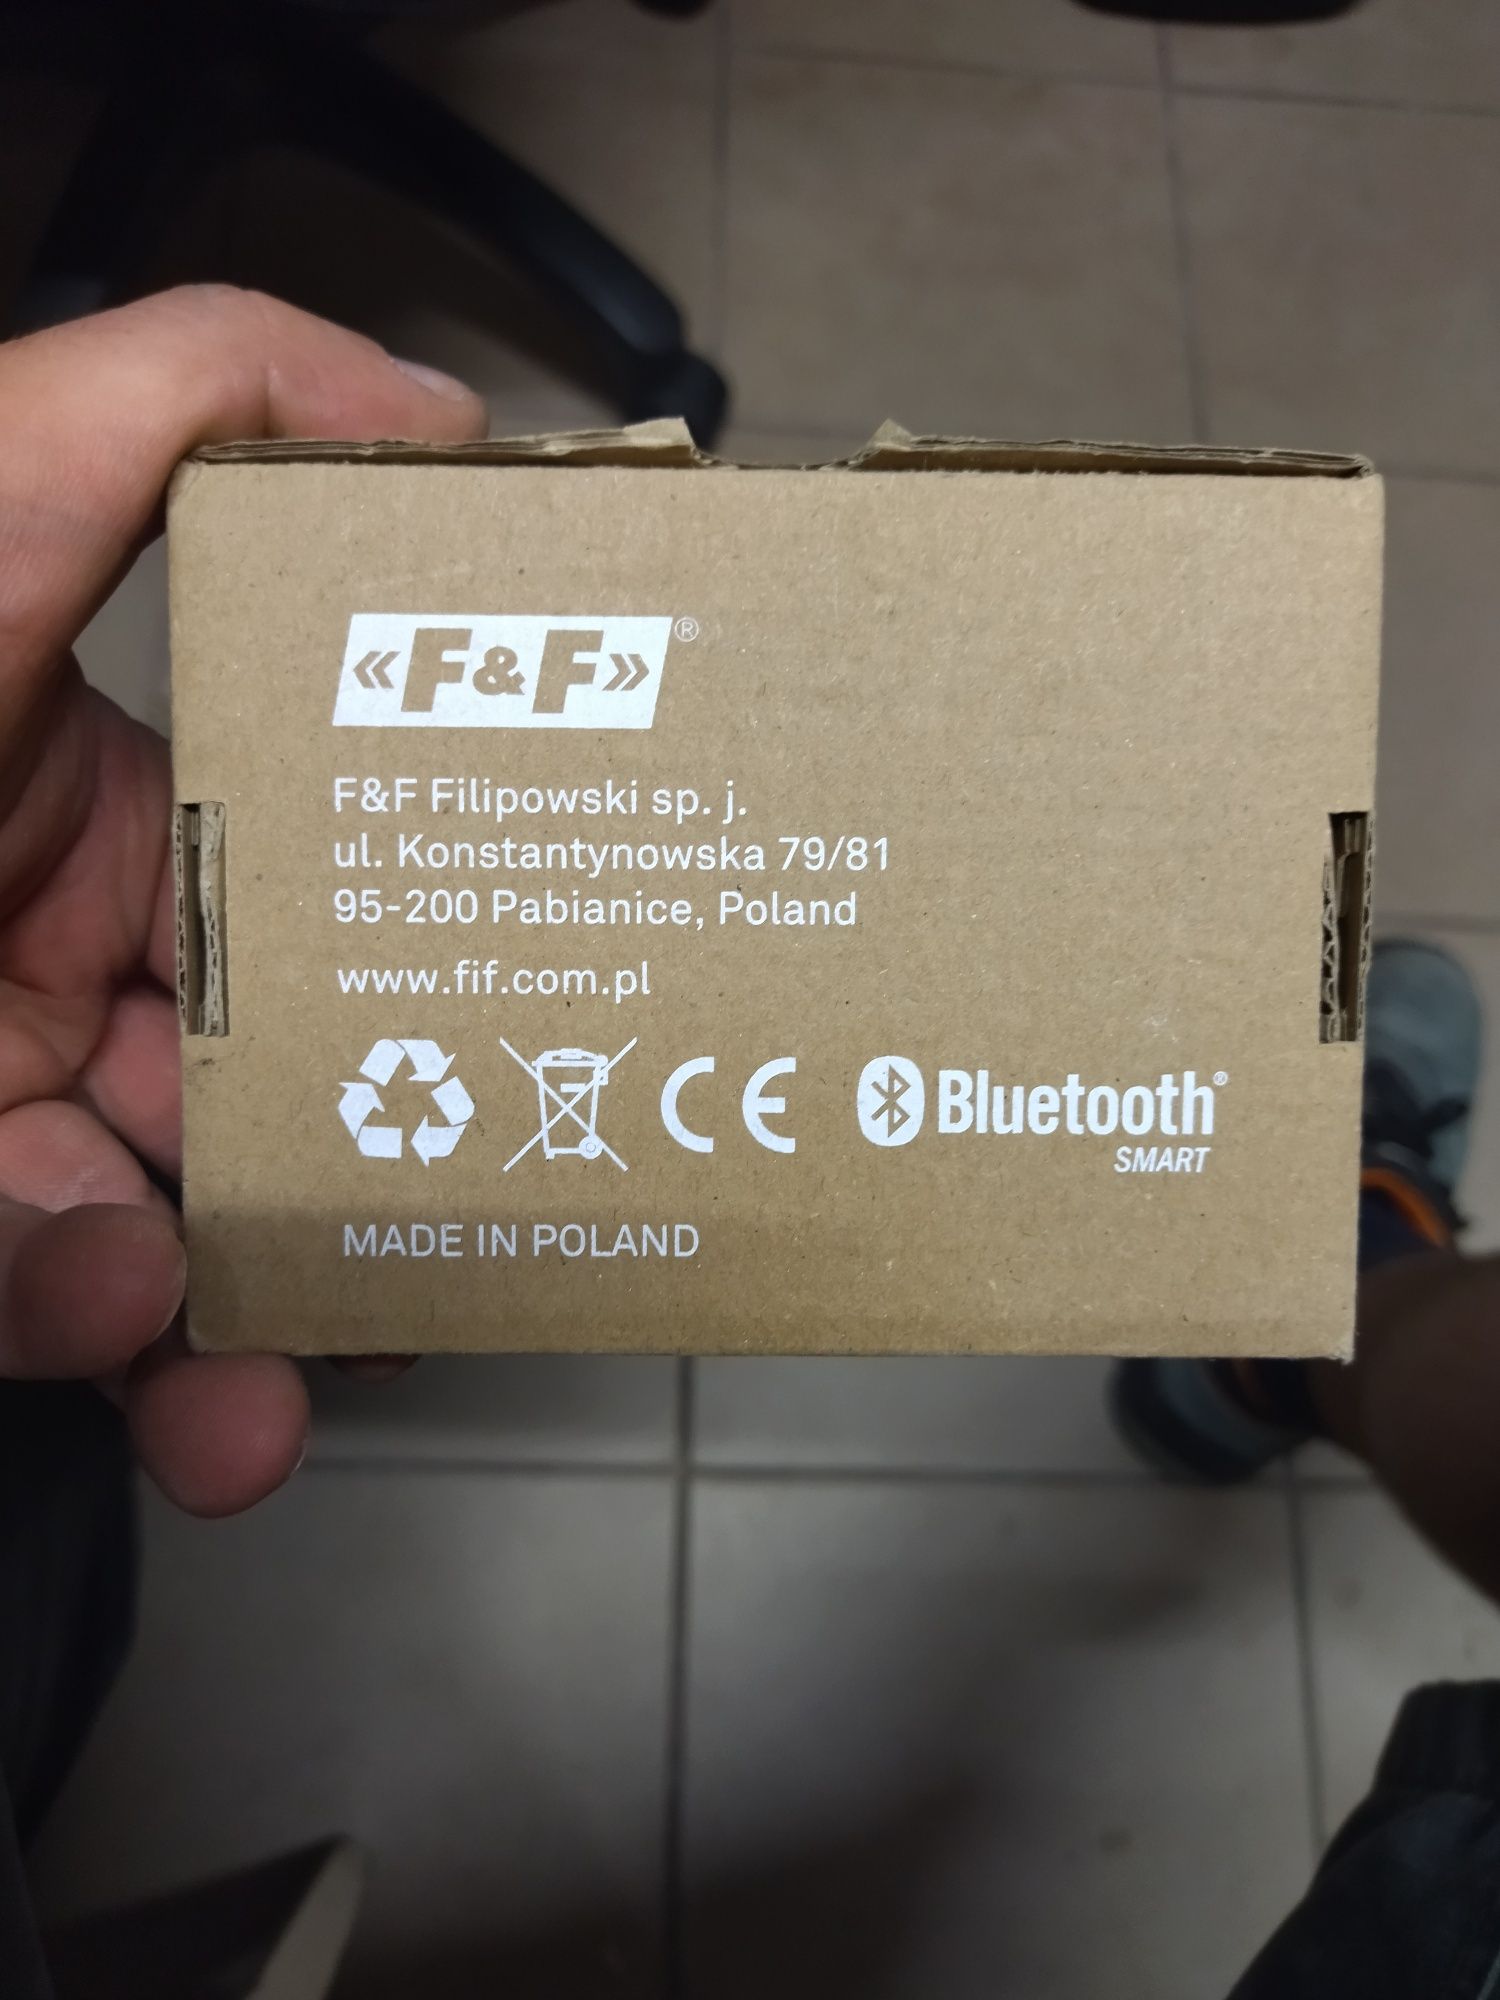 «F&F»®
F&F Filipowski sp. j.
ul. Konstantynowska 79/81
95-200 Pabianice, Poland
www.fif.com.pl
CE Bluetooth®
SMART
MADE IN POLAND